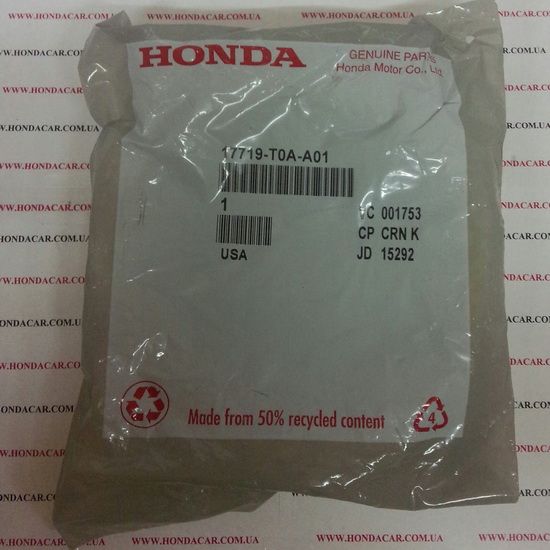 HONDA
GENUINE PARTS
Honda Motor Co., Ltd.
17719-T0A-A01
1
VC 001753
CP CRN K
USA
JD 15292
Made from 50% recycled content
4
WWW.HONDACAR.COM.UA